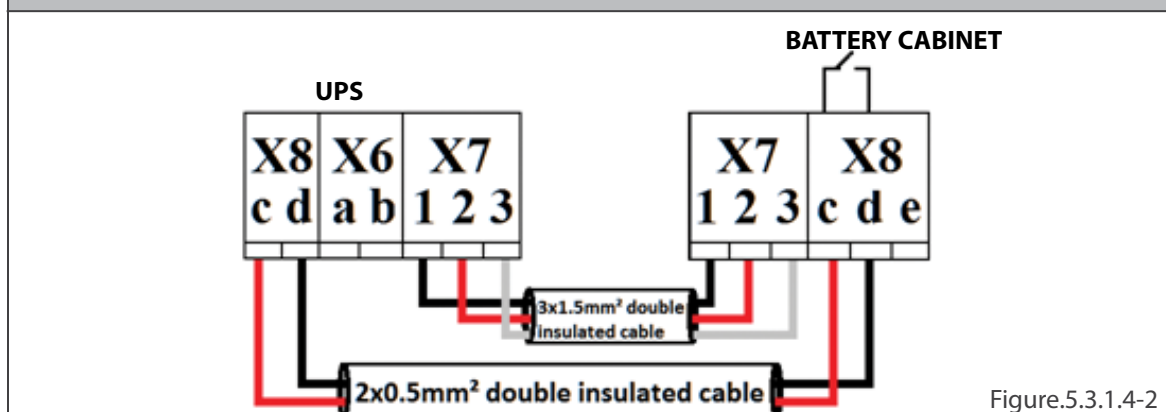 BATTERY CABINET
UPS
X8 X6 X7
c d a b 1 2 3
X7 X8
1 2 3 c d e
3x1.5mm² double
insulated cable
2x0.5mm² double insulated cable
Figure.5.3.1.4-2